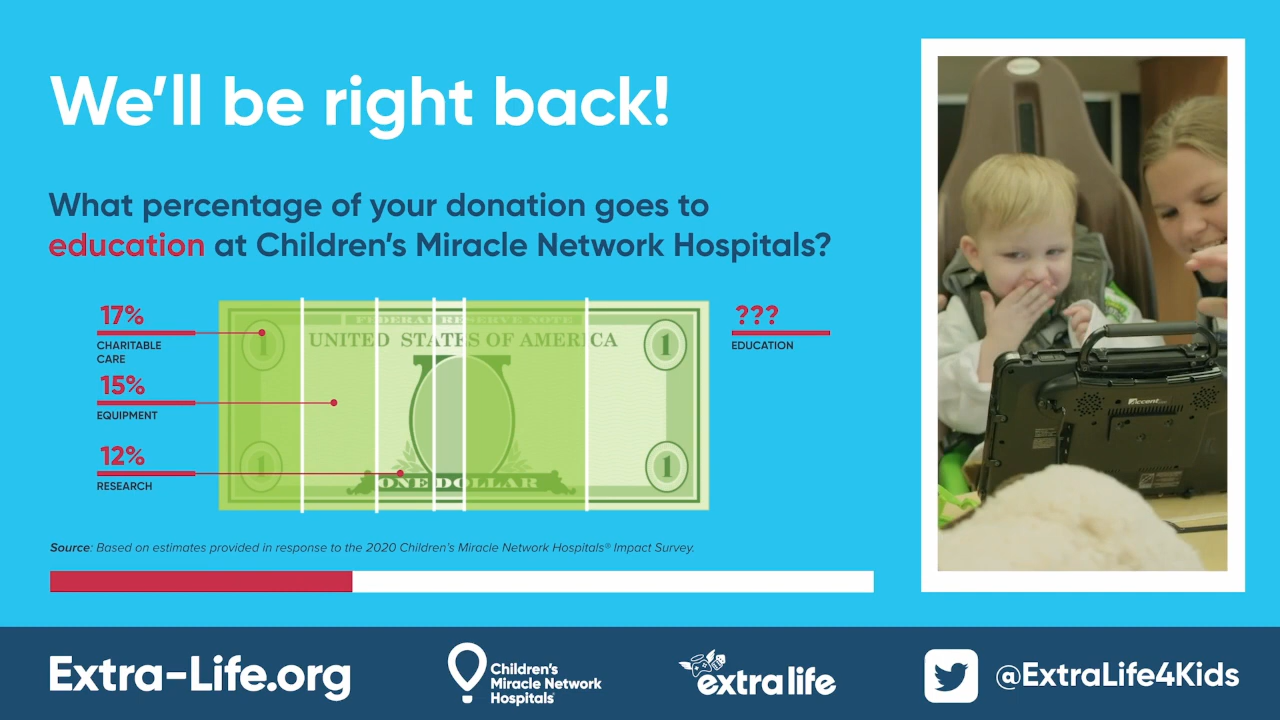 We'll be right back!
What percentage of your donation goes to
education at Children's Miracle Network Hospitals?
17%
CHARITABLE
CARE
15%
EQUIPMENT
12%
RESEARCH
FEDERAL RESERVE NOTE
UNITED STATES OF AMERICA
1
1
1
1
ONE DOLLAR
???
EDUCATION
Source: Based on estimates provided in response to the 2020 Children's Miracle Network Hospitals® Impact Survey.
accent
Extra-Life.org
Children's
Miracle Network
Hospitals
extra life
@ExtraLife4Kids